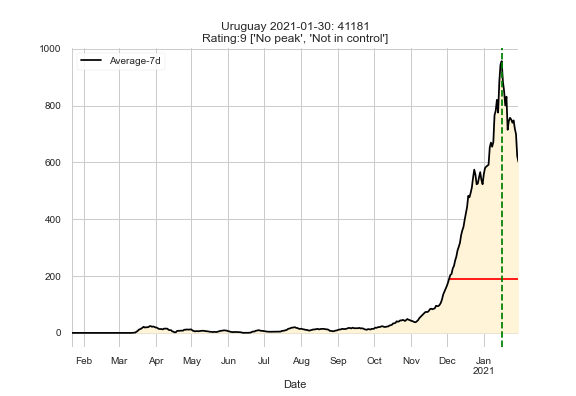 Uruguay 2021-01-30: 41181
Rating:9 ['No peak', 'Not in control']
1000
Average-7d
800
600
400
200
0
Feb Mar Apr May Jun Jul Aug Sep Oct Nov Dec Jan
2021
Date